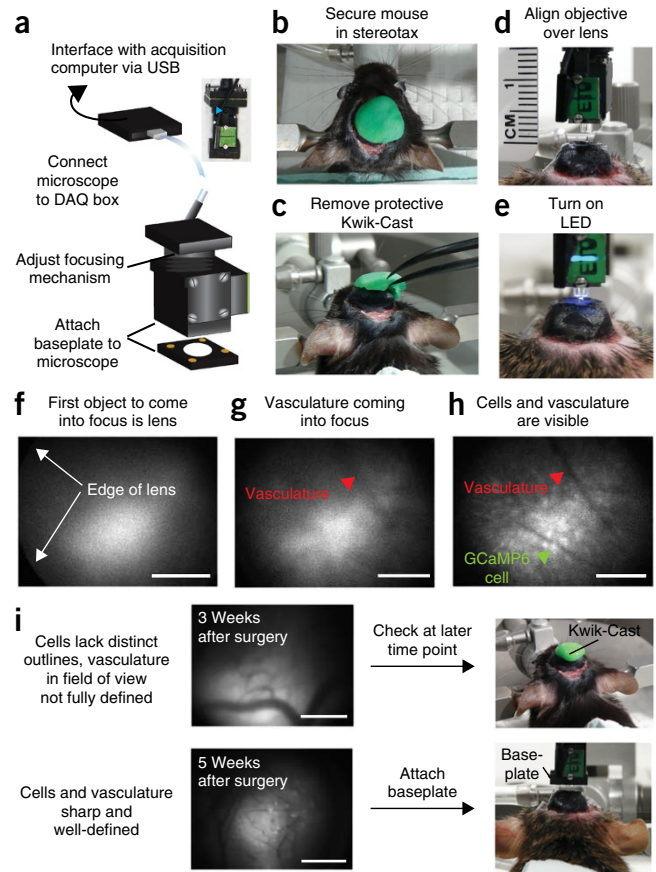 a
Interface with acquisition
computer via USB
Connect
microscope
to DAQ box
Adjust focusing
mechanism
Attach
baseplate to
microscope
b
Secure mouse
in stereotax
c
Remove protective
Kwik-Cast
d
Align objective
over lens
CM
1
e
Turn on
LED
f
First object to come
into focus is lens
Edge of lens
g
Vasculature coming
into focus
Vasculature
h
Cells and vasculature
are visible
Vasculature
GCaMP6
cell
i
Cells lack distinct
outlines, vasculature
in field of view
not fully defined
3 Weeks
after surgery
Check at later
time point
Kwik-Cast
Cells and vasculature
sharp and
well-defined
5 Weeks
after surgery
Attach
baseplate
Base-
plate